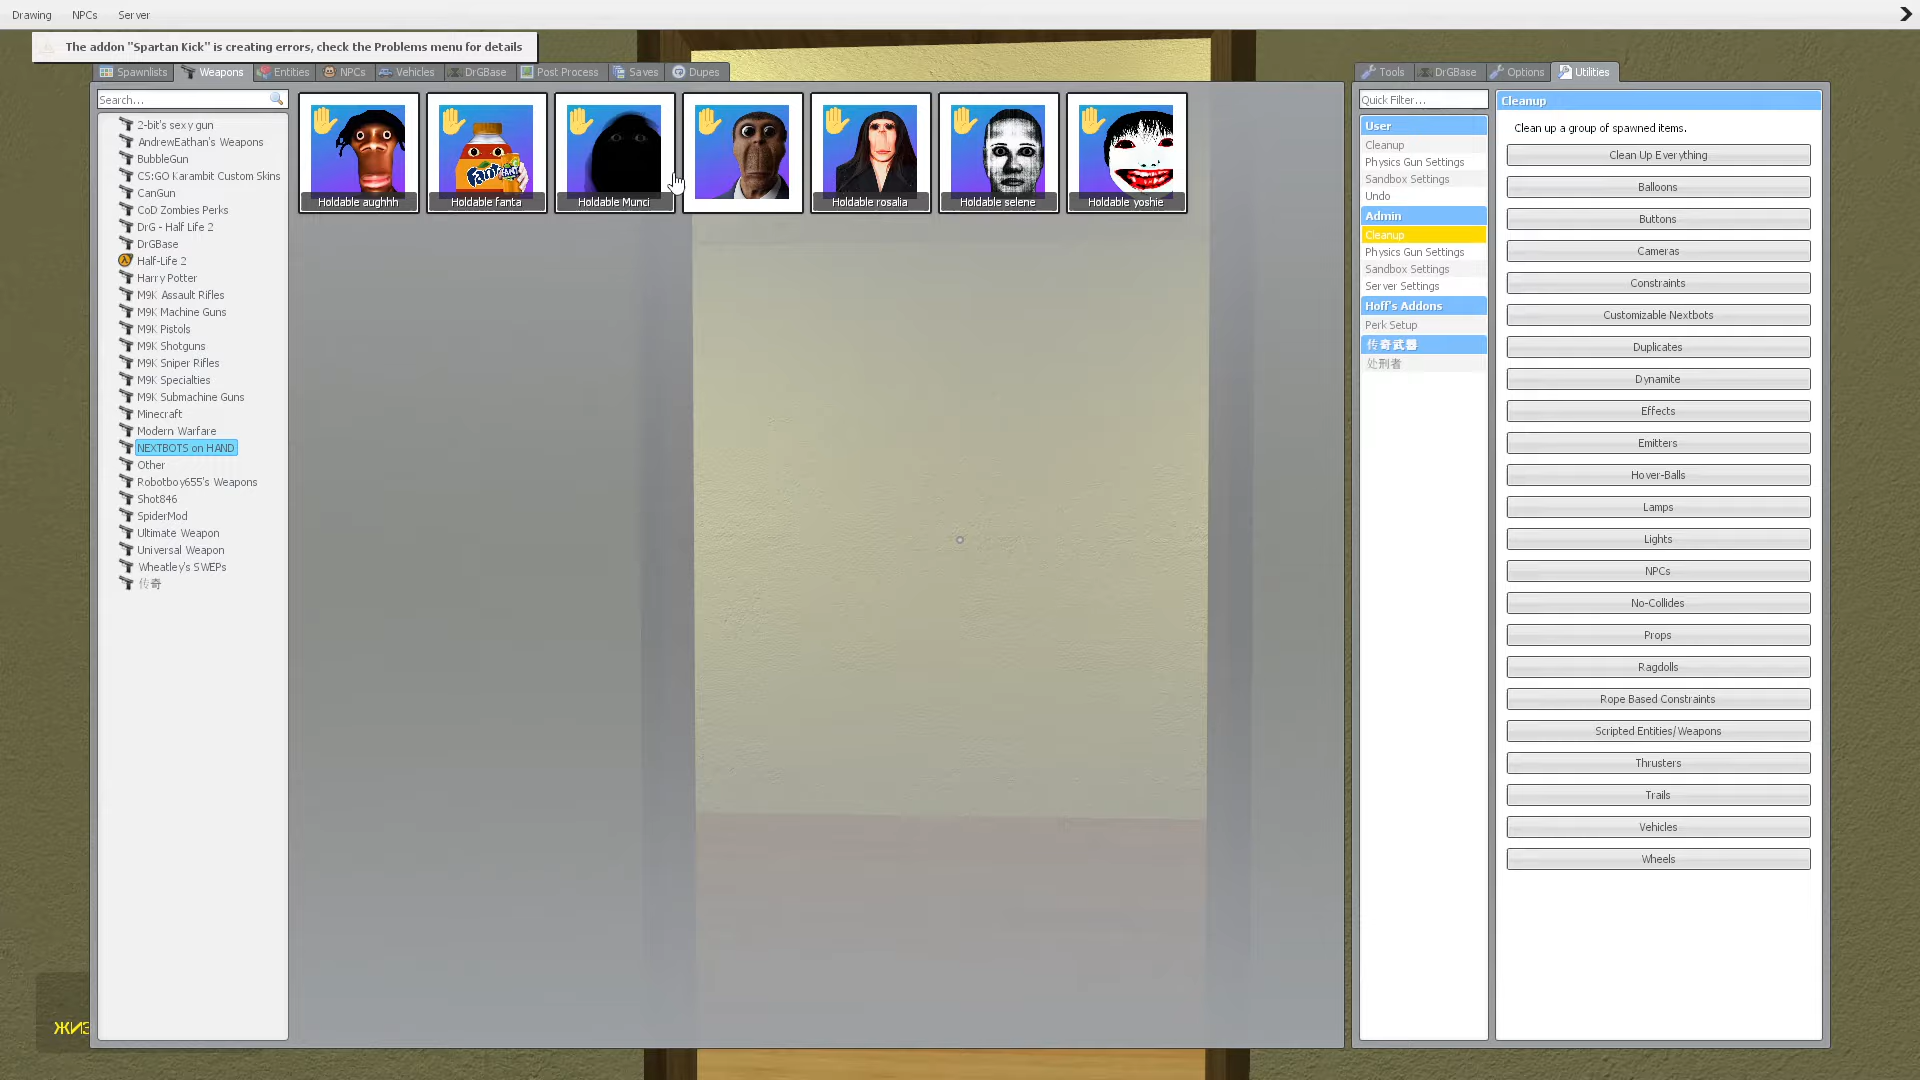 Drawing NPCs Server
The addon "Spartan Kick" is creating errors, check the Problems menu for details
Spawnlists Weapons Entities NPCs Vehicles DrGBase Post Process Saves Dupes
Search...
2-bit's sexy gun
AndrewEathan's Weapons
BubbleGun
CS:GO Karambit Custom Skins
CanGun
CoD Zombies Perks
DrG - Half Life 2
DrGBase
Half-Life 2
Harry Potter
M9K Assault Rifles
M9K Machine Guns
M9K Pistols
M9K Shotguns
M9K Sniper Rifles
M9K Specialties
M9K Submachine Guns
Minecraft
Modern Warfare
NEXTBOTS on HAND
Other
Robotboy655's Weapons
Shot846
SpiderMod
Ultimate Weapon
Universal Weapon
Wheatley's SWEPs
传奇
Holdable aughhh
Holdable fanta
Holdable Munci
Holdable rosalia
Holdable selene
Holdable yoshie
Tools DrGBase Options Utilities
Quick Filter...
User
Cleanup
Physics Gun Settings
Sandbox Settings
Undo
Admin
Cleanup
Physics Gun Settings
Sandbox Settings
Server Settings
Hoff's Addons
Perk Setup
传奇武器
处刑者
Cleanup
Clean up a group of spawned items.
Clean Up Everything
Balloons
Buttons
Cameras
Constraints
Customizable Nextbots
Duplicates
Dynamite
Effects
Emitters
Hover-Balls
Lamps
Lights
NPCs
No-Collides
Props
Ragdolls
Rope Based Constraints
Scripted Entities/Weapons
Thrusters
Trails
Vehicles
Wheels